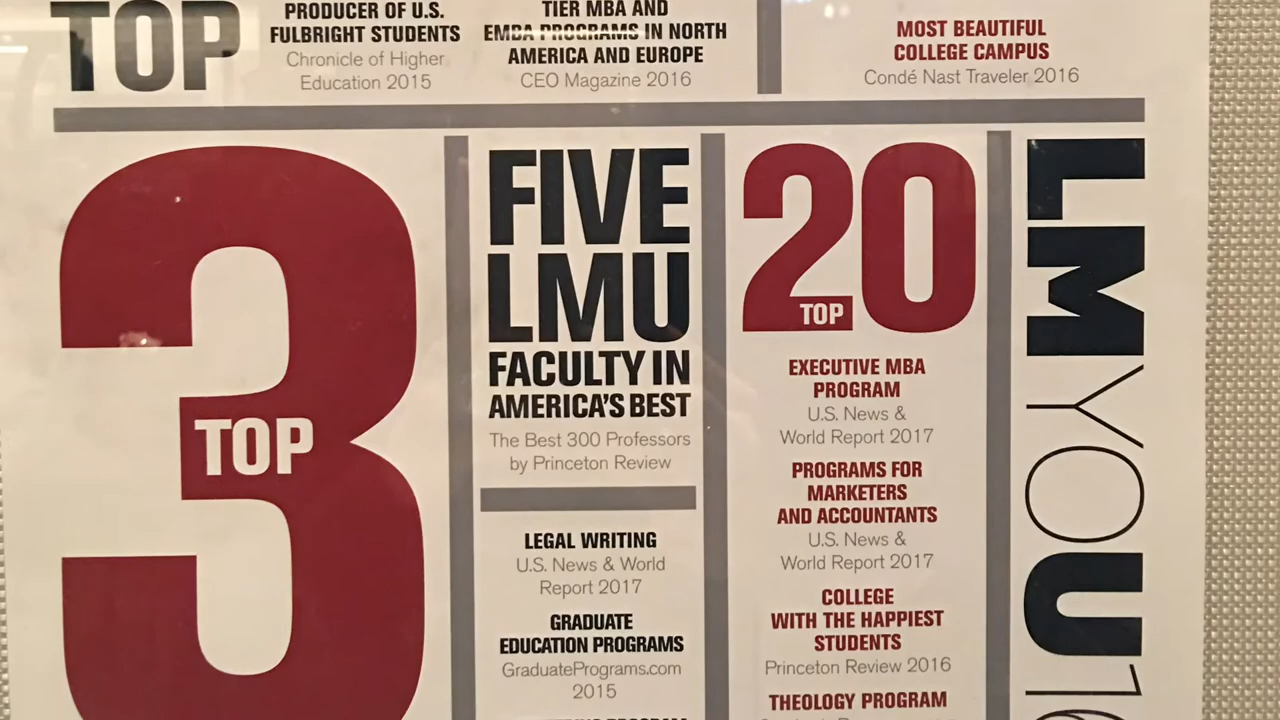 TOP
PRODUCER OF U.S.
FULBRIGHT STUDENTS
Chronicle of Higher
Education 2015
TIER MBA AND
EMBA PROGRAMS IN NORTH
AMERICA AND EUROPE
CEO Magazine 2016
MOST BEAUTIFUL
COLLEGE CAMPUS
Condé Nast Traveler 2016
3
TOP
FIVE
LMU
FACULTY IN
AMERICA'S BEST
The Best 300 Professors
by Princeton Review
LEGAL WRITING
U.S. News & World
Report 2017
GRADUATE
EDUCATION PROGRAMS
GraduatePrograms.com
2015
20
TOP
EXECUTIVE MBA
PROGRAM
U.S. News &
World Report 2017
PROGRAMS FOR
MARKETERS
AND ACCOUNTANTS
U.S. News &
World Report 2017
COLLEGE
WITH THE HAPPIEST
STUDENTS
Princeton Review 2016
THEOLOGY PROGRAM
LMYOU16